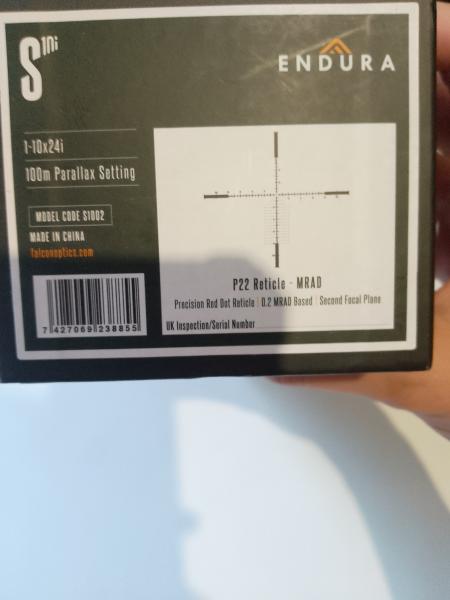 S10i
ENDURA
1-10x24i
100m Parallax Setting
MODEL CODE S1002
MADE IN CHINA
falconoptics.com
7 427069 238855
P22 Reticle - MRAD
Precision Red Dot Reticle | 0.2 MRAD Based | Second Focal Plane
UK Inspection/Serial Number